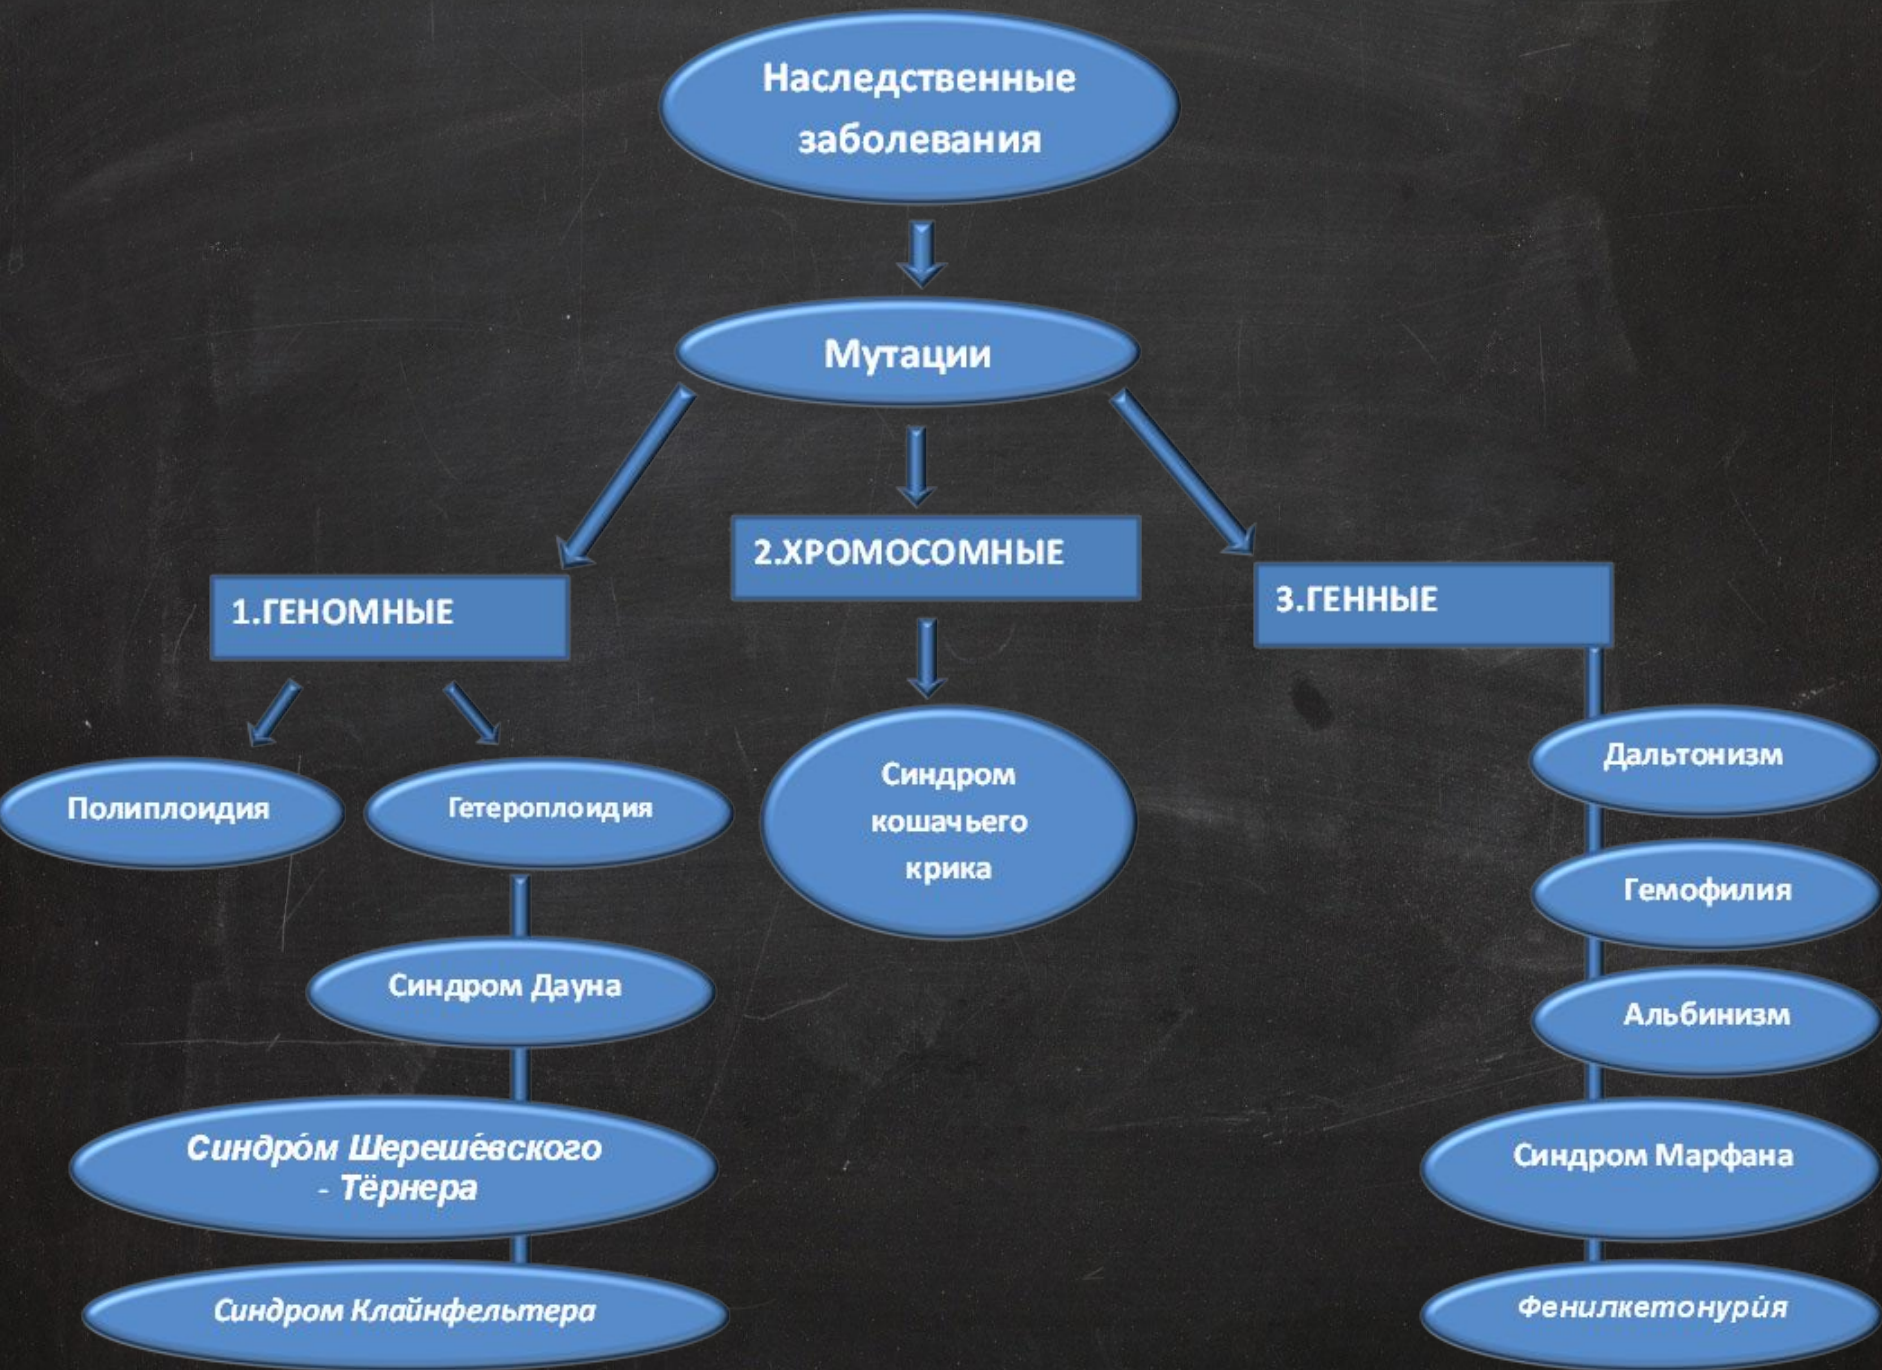 Наследственные
заболевания
Мутации
1.ГЕНОМНЫЕ
2.ХРОМОСОМНЫЕ
3.ГЕННЫЕ
Полиплоидия
Гетероплоидия
Синдром Дауна
Синдро́м Шереше́вского
- Тёрнера
Синдром Клайнфельтера
Синдром
кошачьего
крика
Дальтонизм
Гемофилия
Альбинизм
Синдром Марфана
Фенилкетонури́я